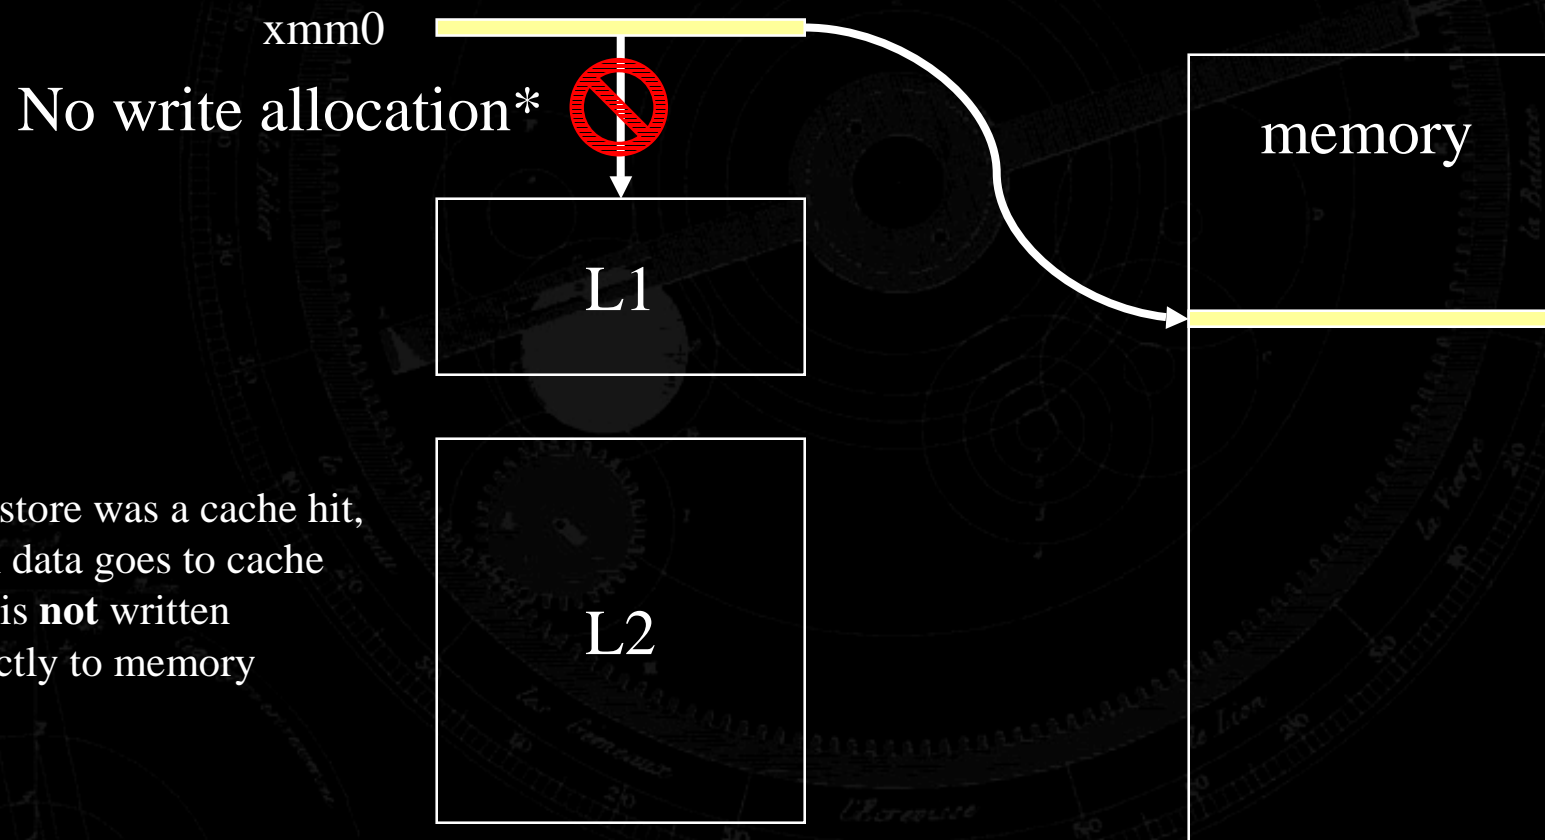 xmm0
No write allocation*
memory
L1
store was a cache hit,
data goes to cache
is not written
ctly to memory
L2